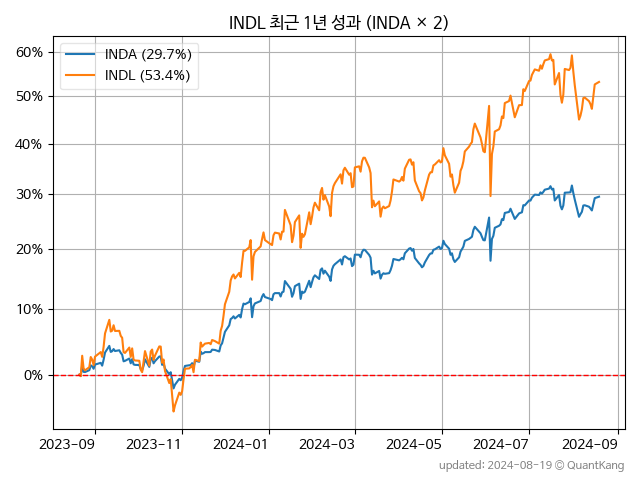 INDL 최근 1년 성과 (INDA × 2)
INDA (29.7%)
INDL (53.4%)
60%
50%
40%
30%
20%
10%
0%
2023-09 2023-11 2024-01 2024-03 2024-05 2024-07 2024-09
updated: 2024-08-19 © QuantKang